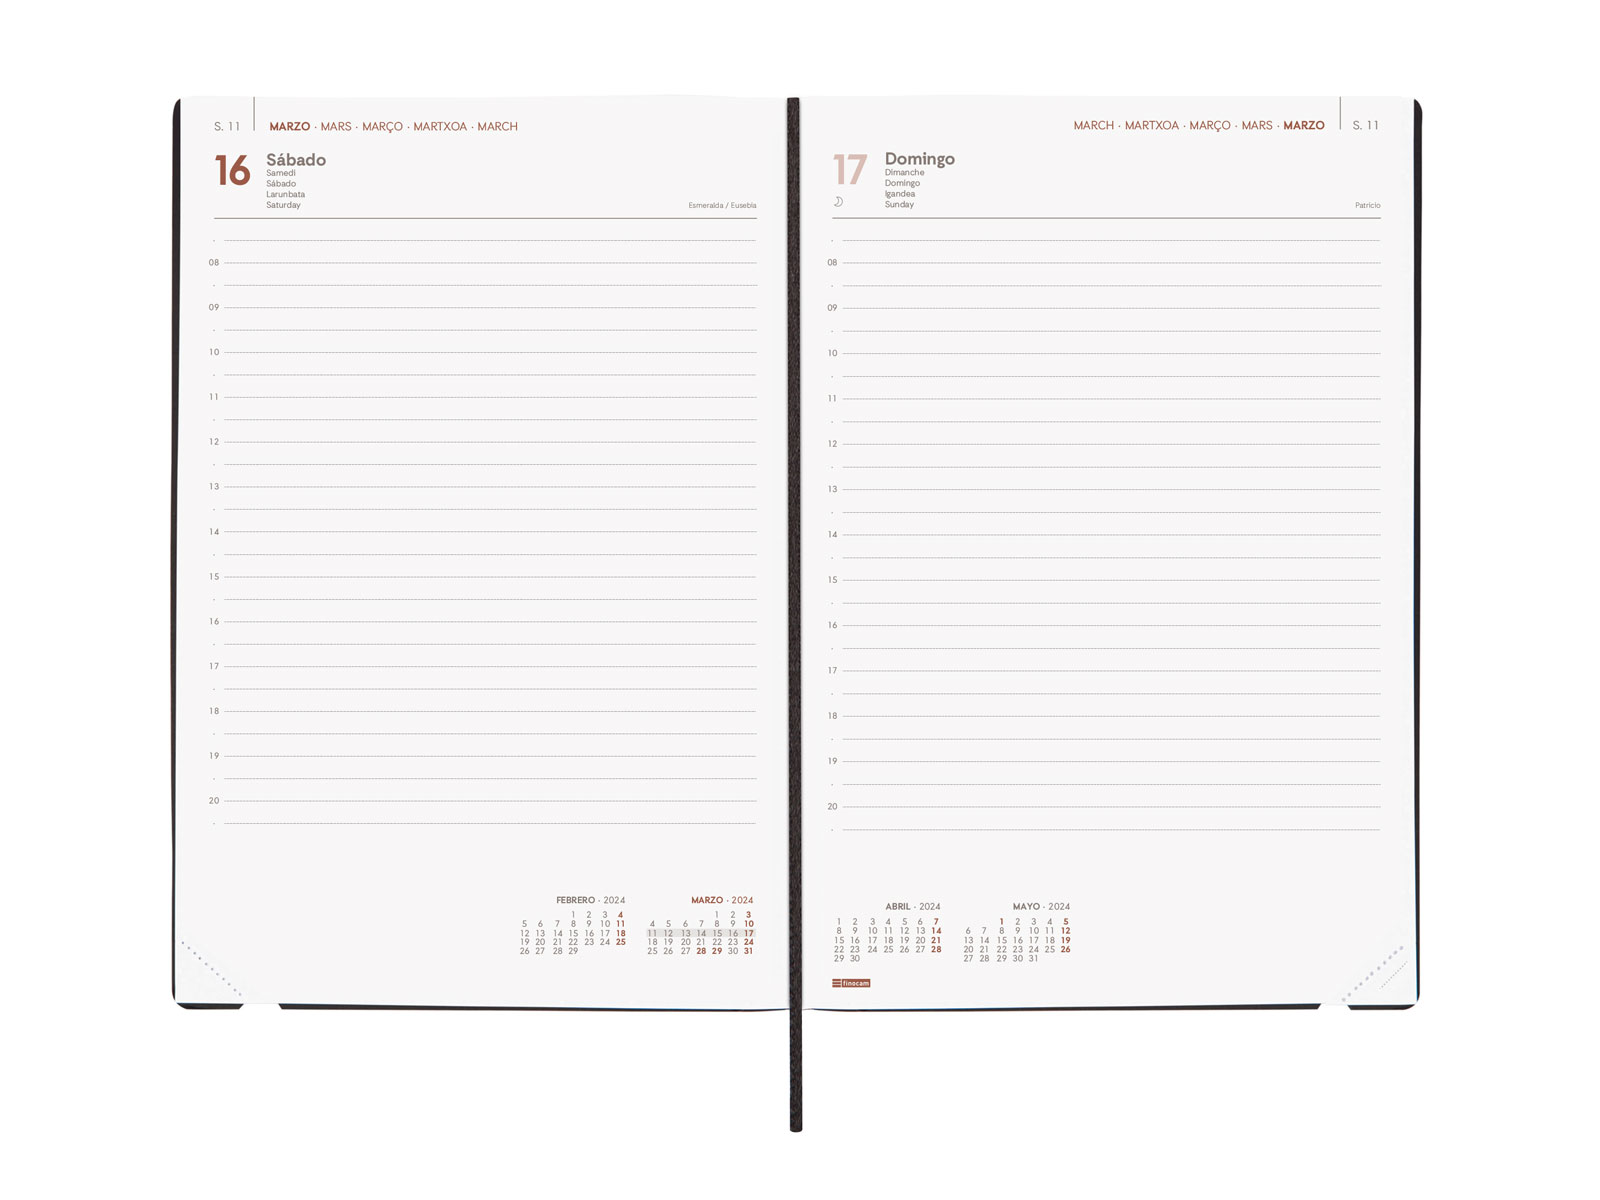 S. 11
MARZO · MARS · MARÇO · MARTXOA · MARCH
16
Sábado
Samedi
Sábado
Larunbata
Saturday
Esmeralda / Eusebia
08
09
10
11
12
13
14
15
16
17
18
19
20
FEBRERO · 2024
1 2 3 4
5 6 7 8 9 10 11
12 13 14 15 16 17 18
19 20 21 22 23 24 25
26 27 28 29
MARZO · 2024
1 2 3
4 5 6 7 8 9 10
11 12 13 14 15 16 17
18 19 20 21 22 23 24
25 26 27 28 29 30 31
MARCH · MARTXOA · MARÇO · MARS · MARZO
S. 11
17
Domingo
Dimanche
Domingo
Igandea
Sunday
Patricio
08
09
10
11
12
13
14
15
16
17
18
19
20
ABRIL · 2024
1 2 3 4 5 6 7
8 9 10 11 12 13 14
15 16 17 18 19 20 21
22 23 24 25 26 27 28
29 30
MAYO · 2024
1 2 3 4 5
6 7 8 9 10 11 12
13 14 15 16 17 18 19
20 21 22 23 24 25 26
27 28 29 30 31
finocam